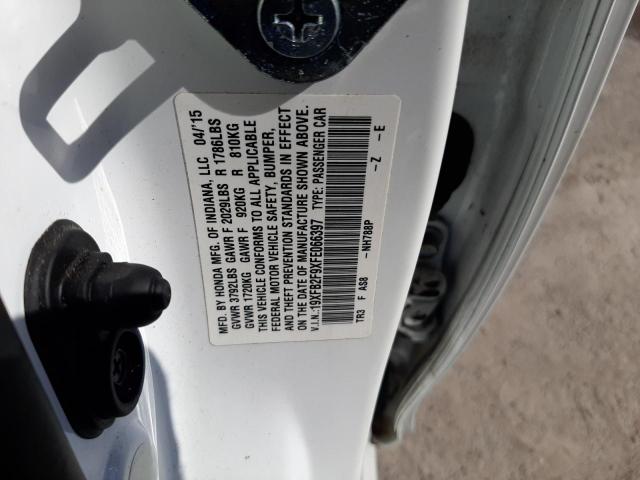 MFD. BY HONDA MFG. OF INDIANA, LLC 04/'15
GVWR 3792LBS GAWR F 2029LBS R 1786LBS
GVWR 1720KG GAWR F 920KG R 810KG
THIS VEHICLE CONFORMS TO ALL APPLICABLE
FEDERAL MOTOR VEHICLE SAFETY, BUMPER,
AND THEFT PREVENTION STANDARDS IN EFFECT
ON THE DATE OF MANUFACTURE SHOWN ABOVE.
V.I.N.:19XFB2F9XFE066397 TYPE: PASSENGER CAR
TR3 F AS8 - NH788P - Z - E